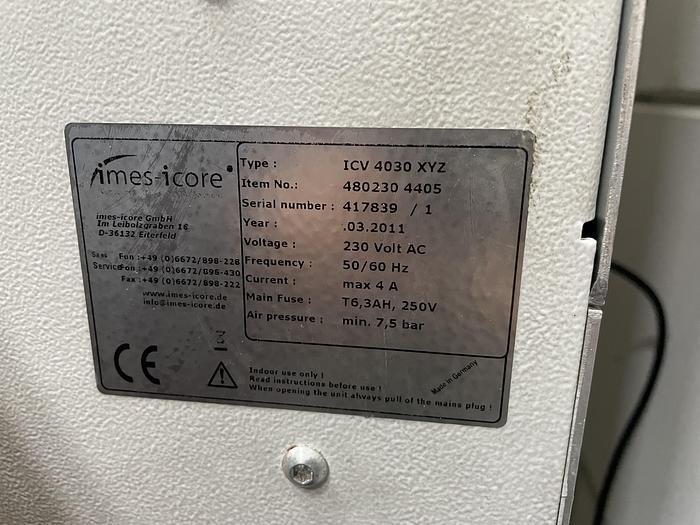 imes-icore®
imes-icore GmbH
Im Leibolzgraben 16
D-36132 Eiterfeld
Sales Fon :+49 (0)6672/898-228
Service Fon :+49 (0)6672/898-430
Fax :+49 (0)6672/898-222
www.imes-icore.de
info@imes-icore.de
CE
Type : ICV 4030 XYZ
Item No.: 480230 4405
Serial number : 417839 / 1
Year : .03.2011
Voltage : 230 Volt AC
Frequency : 50/60 Hz
Current : max 4 A
Main Fuse : T6,3AH, 250V
Air pressure : min. 7,5 bar
Indoor use only !
Read instructions before use !
When opening the unit always pull of the mains plug !
Made in Germany